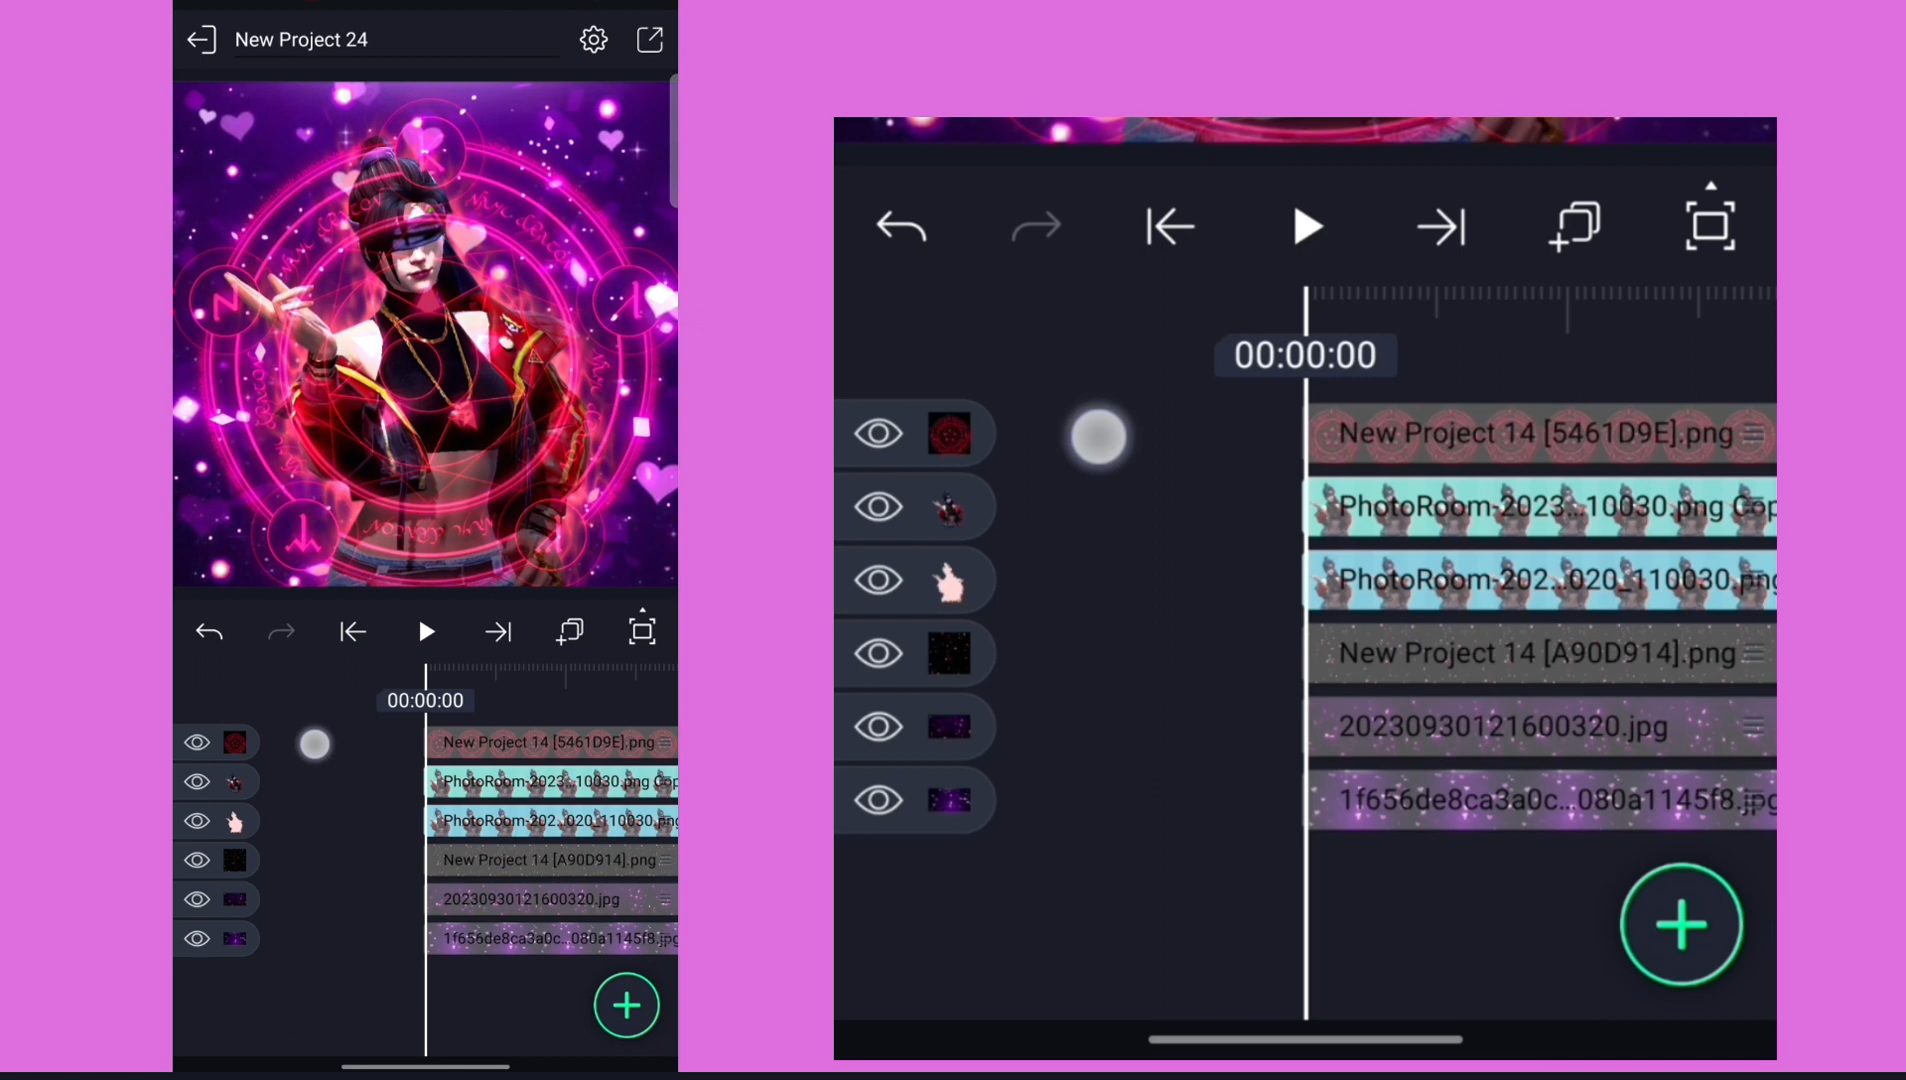 New Project 24
00:00:00
New Project 14 [5461D9E].png
PhotoRoom-2023...10030.png Cop
PhotoRoom-202...020_110030.png
New Project 14 [A90D914].png
20230930121600320.jpg
1f656de8ca3a0c...080a1145f8.jpg
00:00:00
New Project 14 [5461D9E].png
PhotoRoom-2023...10030.png Cop
PhotoRoom-202...020_110030.png
New Project 14 [A90D914].png
20230930121600320.jpg
1f656de8ca3a0c...080a1145f8.jpg